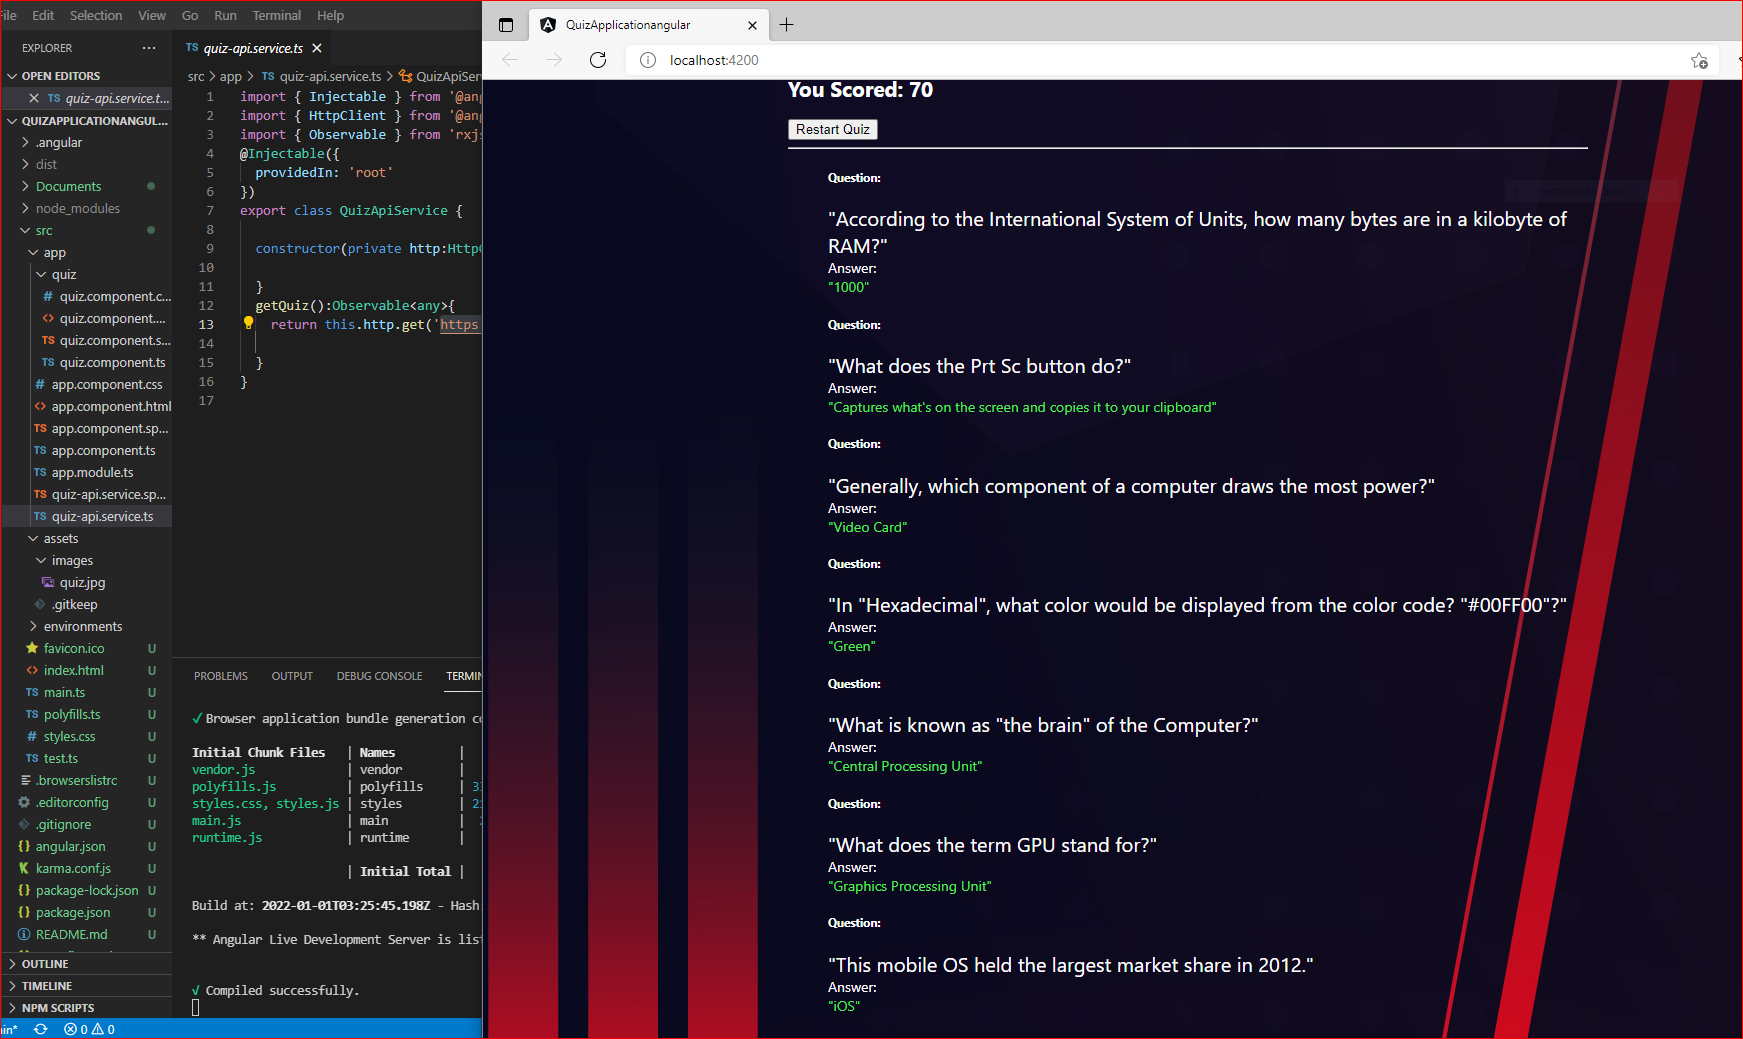 File Edit Selection View Go Run Terminal Help
EXPLORER ...
OPEN EDITORS
TS quiz-api.service.t...
QUIZAPPLICATIONANGUL...
.angular
dist
Documents
node_modules
src
app
quiz
# quiz.component.c...
<> quiz.component....
TS quiz.component.s...
TS quiz.component.ts
# app.component.css
<> app.component.html
TS app.component.sp...
TS app.component.ts
TS app.module.ts
TS quiz-api.service.sp...
TS quiz-api.service.ts
assets
images
quiz.jpg
.gitkeep
environments
favicon.ico U
<> index.html U
TS main.ts U
TS polyfills.ts U
# styles.css U
TS test.ts U
.browserslistrc U
.editorconfig U
.gitignore U
{} angular.json U
K karma.conf.js U
{} package-lock.json U
{} package.json U
README.md U
OUTLINE
TIMELINE
NPM SCRIPTS
0 0
TS quiz-api.service.ts
src > app > TS quiz-api.service.ts > QuizApiSer
1 import { Injectable } from '@ang
2 import { HttpClient } from '@ang
3 import { Observable } from 'rxjs
4 @Injectable({
5 providedIn: 'root'
6 })
7 export class QuizApiService {
8
9 constructor(private http:HttpC
10
11 }
12 getQuiz():Observable<any>{
13 return this.http.get('https
14
15 }
16 }
17
PROBLEMS OUTPUT DEBUG CONSOLE TERMIN
√ Browser application bundle generation co
Initial Chunk Files | Names |
vendor.js | vendor |
polyfills.js | polyfills | 3
styles.css, styles.js | styles | 2
main.js | main |
runtime.js | runtime |
| Initial Total |
Build at: 2022-01-01T03:25:45.198Z - Hash
** Angular Live Development Server is list
√ Compiled successfully.
QuizApplicationangular
localhost:4200
You Scored: 70
Restart Quiz
Question:
"According to the International System of Units, how many bytes are in a kilobyte of
RAM?"
Answer:
"1000"
Question:
"What does the Prt Sc button do?"
Answer:
"Captures what's on the screen and copies it to your clipboard"
Question:
"Generally, which component of a computer draws the most power?"
Answer:
"Video Card"
Question:
"In "Hexadecimal", what color would be displayed from the color code? "#00FF00"?"
Answer:
"Green"
Question:
"What is known as "the brain" of the Computer?"
Answer:
"Central Processing Unit"
Question:
"What does the term GPU stand for?"
Answer:
"Graphics Processing Unit"
Question:
"This mobile OS held the largest market share in 2012."
Answer:
"iOS"